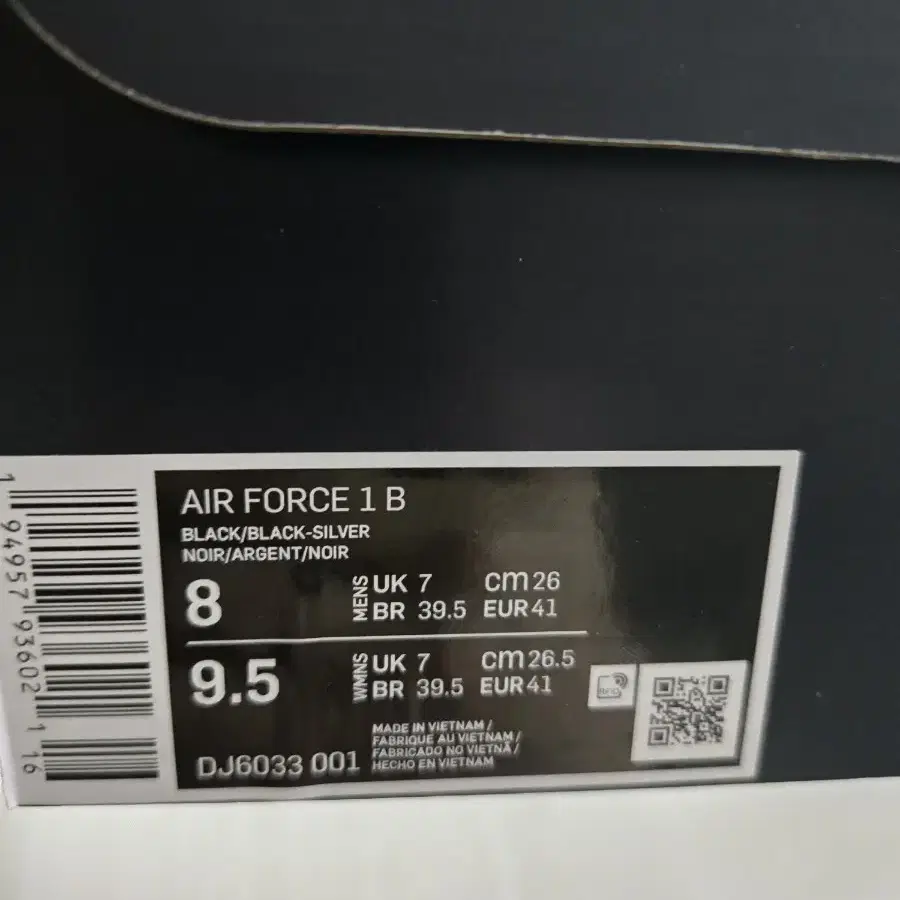 AIR FORCE 1 B
BLACK/BLACK-SILVER
NOIR/ARGENT/NOIR
8 MENS UK 7 cm 26
BR 39.5 EUR 41
9.5 WMNS UK 7 cm 26.5
BR 39.5 EUR 41
MADE IN VIETNAM /
FABRIQUE AU VIETNAM /
FABRICADO NO VIETNÃ /
HECHO EN VIETNAM
DJ6033 001
RFID
1 94957 93602 1 16